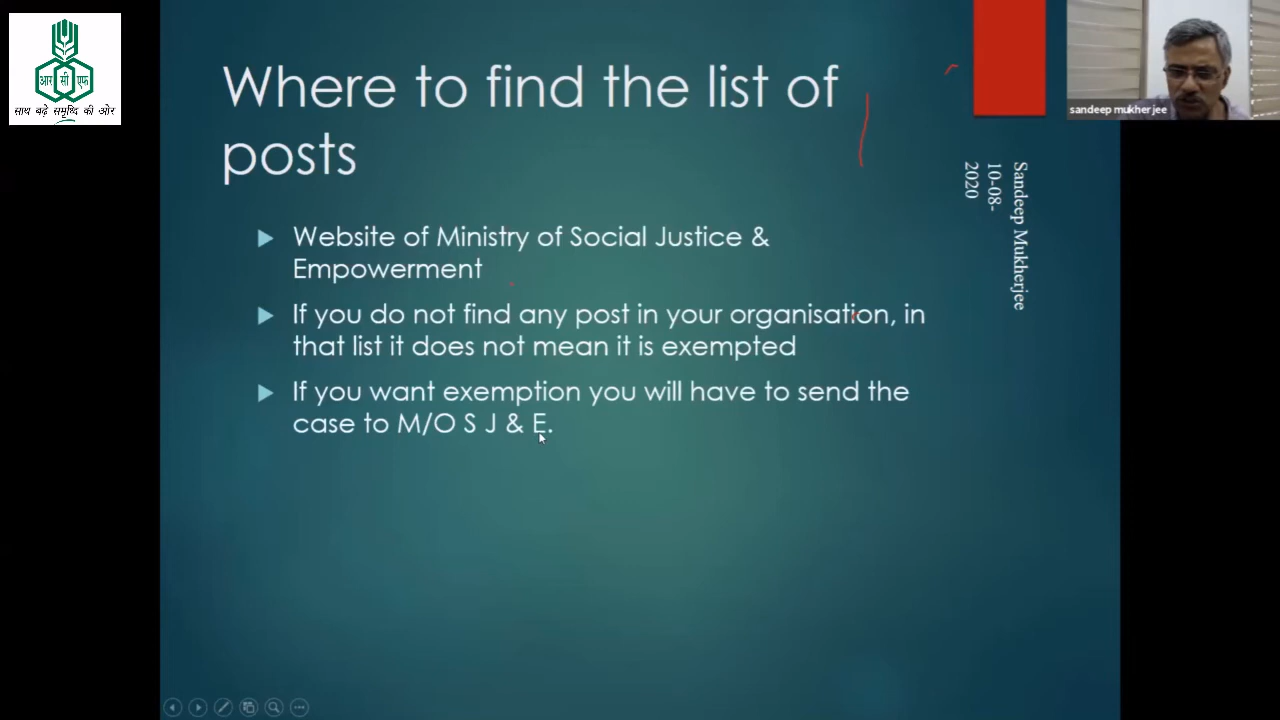 आर सी एफ
साथ बढ़े समृध्दि की ओर
Where to find the list of
posts
Website of Ministry of Social Justice &
Empowerment
If you do not find any post in your organisation, in
that list it does not mean it is exempted
If you want exemption you will have to send the
case to M/O S J & E.
sandeep mukherjee
Sandeep Mukherjee
10-08-
2020